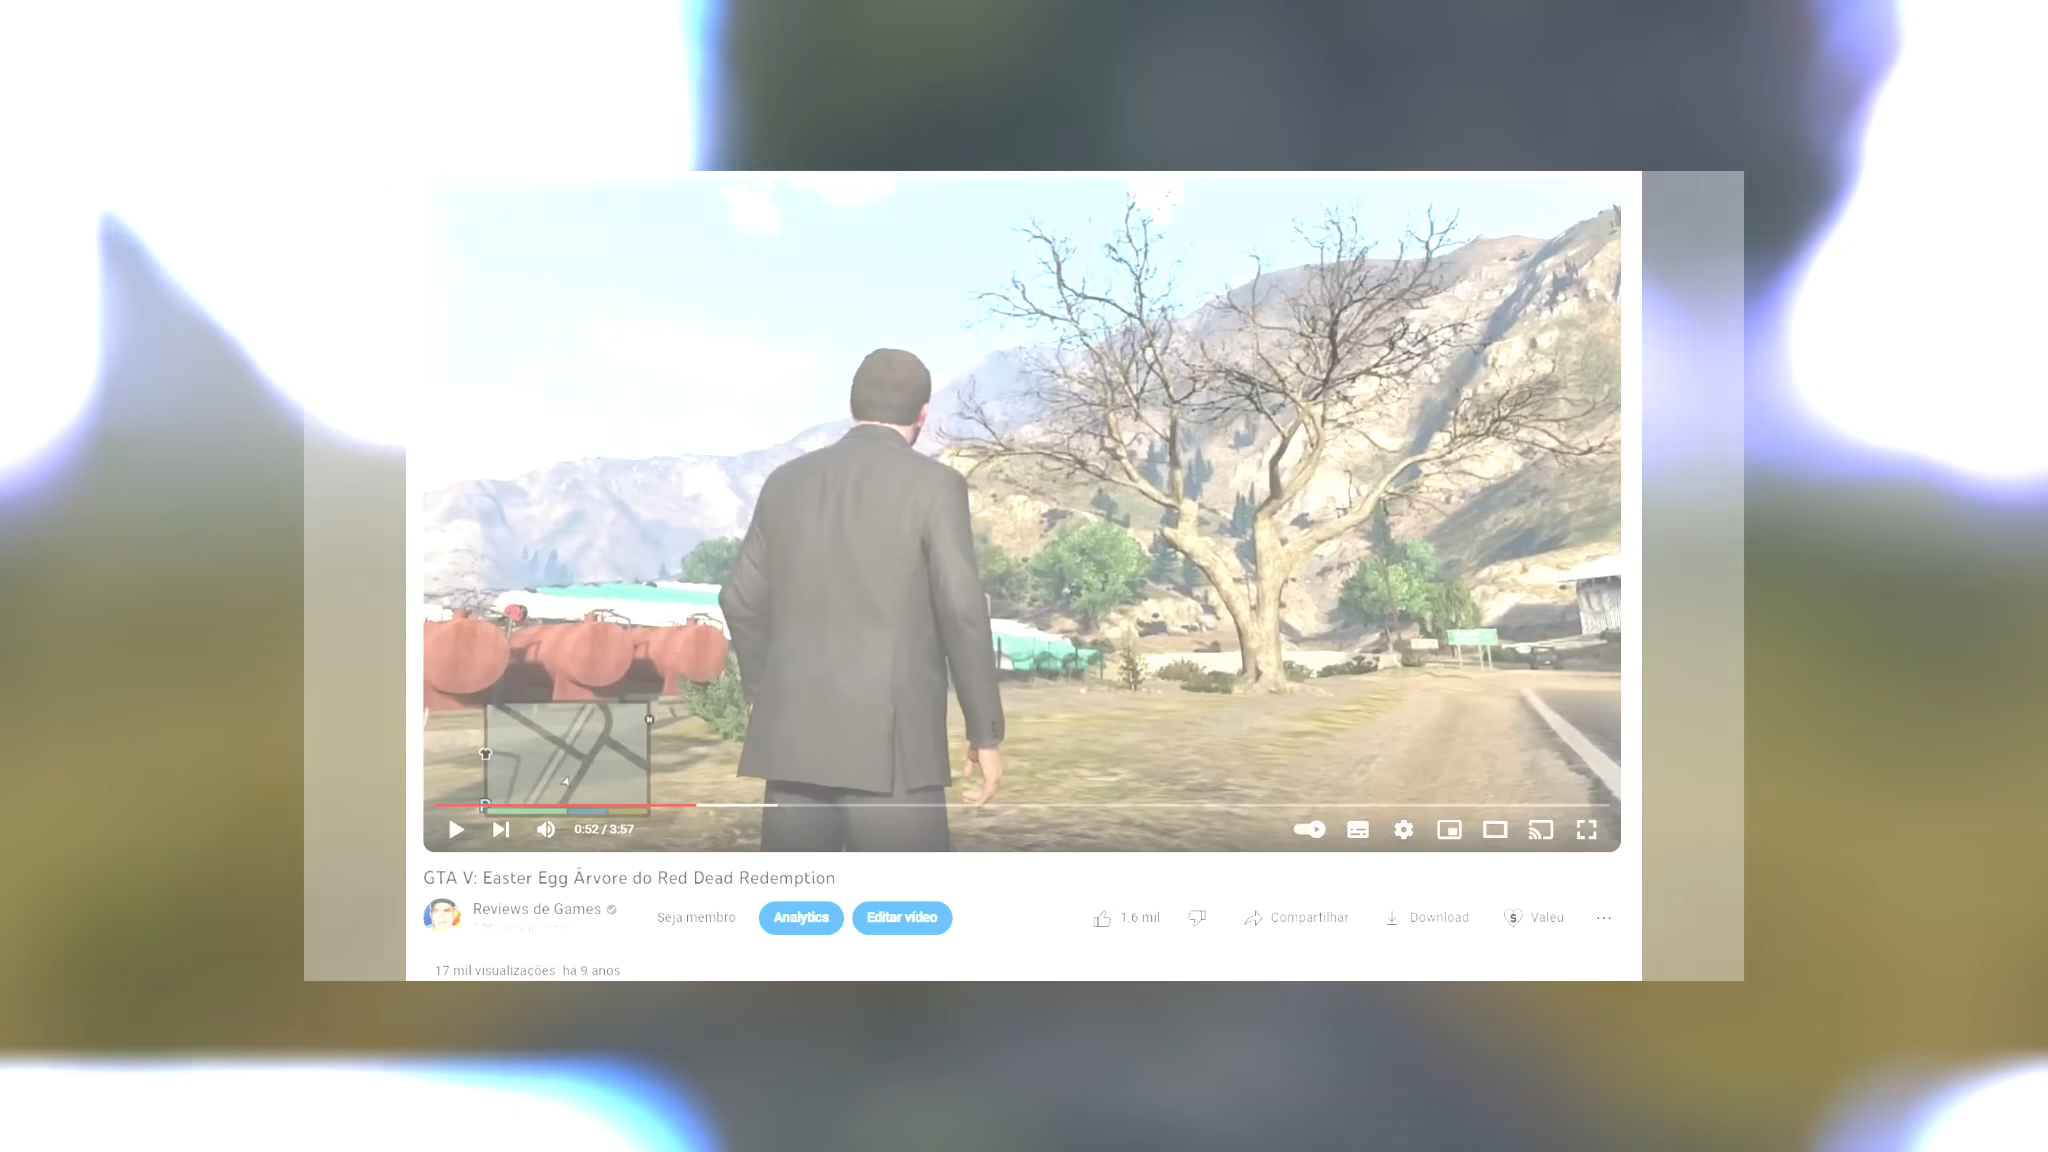 N
P
0:52 / 3:57
GTA V: Easter Egg Árvore do Red Dead Redemption
Reviews de Games
Seja membro
Analytics
Editar vídeo
1,6 mil
Compartilhar
Download
Valeu
17 mil visualizações há 9 anos